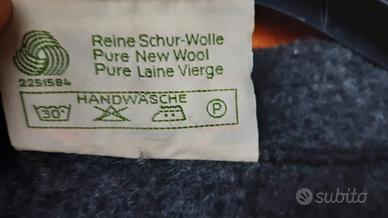 Reine Schur-Wolle
Pure New Wool
Pure Laine Vierge
2251584
HANDWÄSCHE
30° P
subito